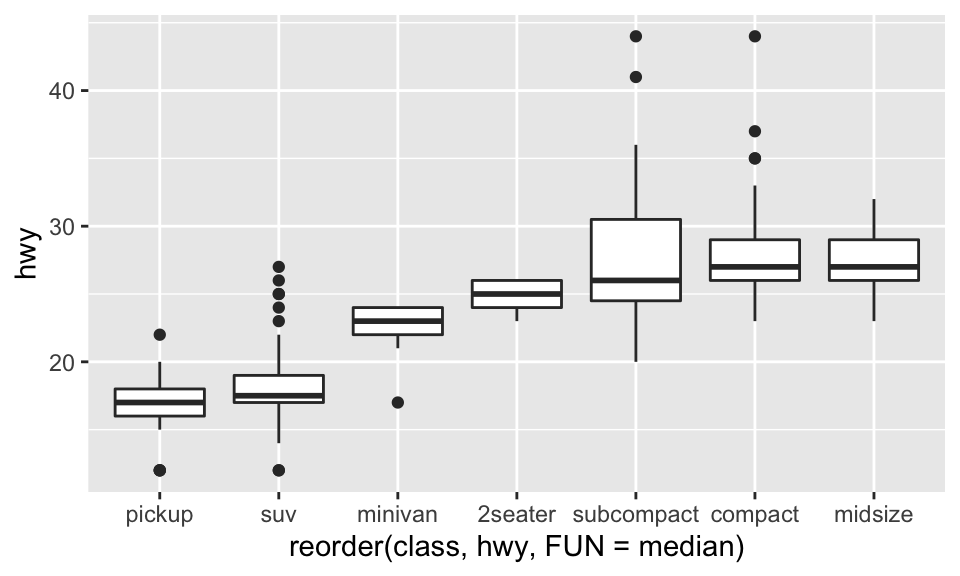 hwy
40
30
20
pickup suv minivan 2seater subcompact compact midsize
reorder(class, hwy, FUN = median)